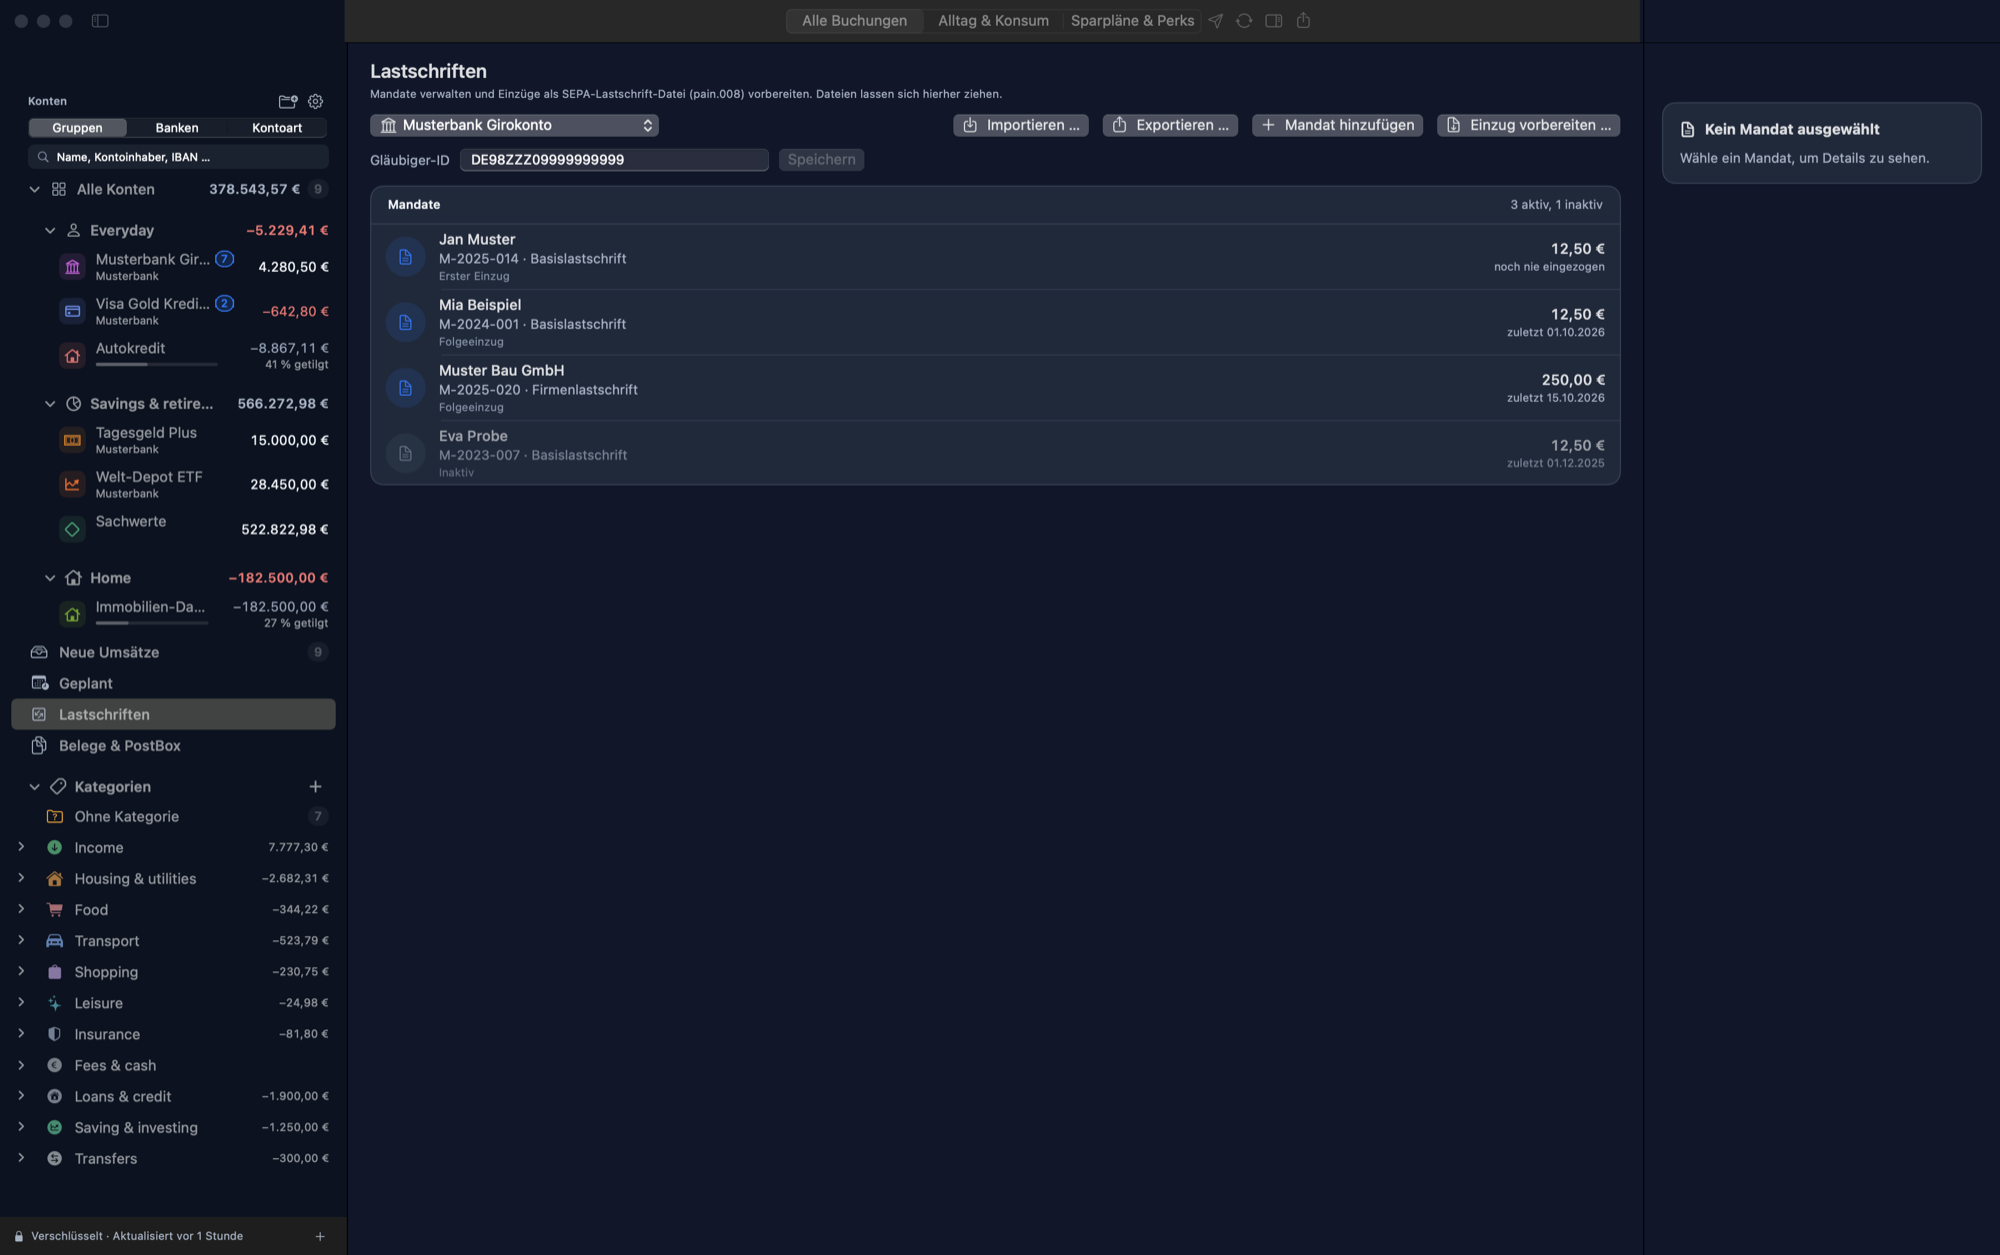 Alle Buchungen
Alltag & Konsum
Sparpläne & Perks
Konten
Gruppen
Banken
Kontoart
Name, Kontoinhaber, IBAN ...
Alle Konten 378.543,57 € 9
Everyday −5.229,41 €
Musterbank Gir... 7
Musterbank
4.280,50 €
Visa Gold Kredi... 2
Musterbank
−642,80 €
Autokredit −8.867,11 €
41 % getilgt
Savings & retire... 566.272,98 €
Tagesgeld Plus
Musterbank
15.000,00 €
Welt-Depot ETF
Musterbank
28.450,00 €
Sachwerte
522.822,98 €
Home −182.500,00 €
Immobilien-Da... −182.500,00 €
27 % getilgt
Neue Umsätze 9
Geplant
Lastschriften
Belege & PostBox
Kategorien
Ohne Kategorie 7
Income 7.777,30 €
Housing & utilities −2.682,31 €
Food −344,22 €
Transport −523,79 €
Shopping −230,75 €
Leisure −24,98 €
Insurance −81,80 €
Fees & cash
Loans & credit −1.900,00 €
Saving & investing −1.250,00 €
Transfers −300,00 €
Verschlüsselt · Aktualisiert vor 1 Stunde
Lastschriften
Mandate verwalten und Einzüge als SEPA-Lastschrift-Datei (pain.008) vorbereiten. Dateien lassen sich hierher ziehen.
Musterbank Girokonto
Importieren ...
Exportieren ...
Mandat hinzufügen
Einzug vorbereiten ...
Gläubiger-ID DE98ZZZ09999999999 Speichern
Mandate 3 aktiv, 1 inaktiv
Jan Muster
M-2025-014 · Basislastschrift
Erster Einzug
12,50 €
noch nie eingezogen
Mia Beispiel
M-2024-001 · Basislastschrift
Folgeeinzug
12,50 €
zuletzt 01.10.2026
Muster Bau GmbH
M-2025-020 · Firmenlastschrift
Folgeeinzug
250,00 €
zuletzt 15.10.2026
Eva Probe
M-2023-007 · Basislastschrift
Inaktiv
12,50 €
zuletzt 01.12.2025
Kein Mandat ausgewählt
Wähle ein Mandat, um Details zu sehen.